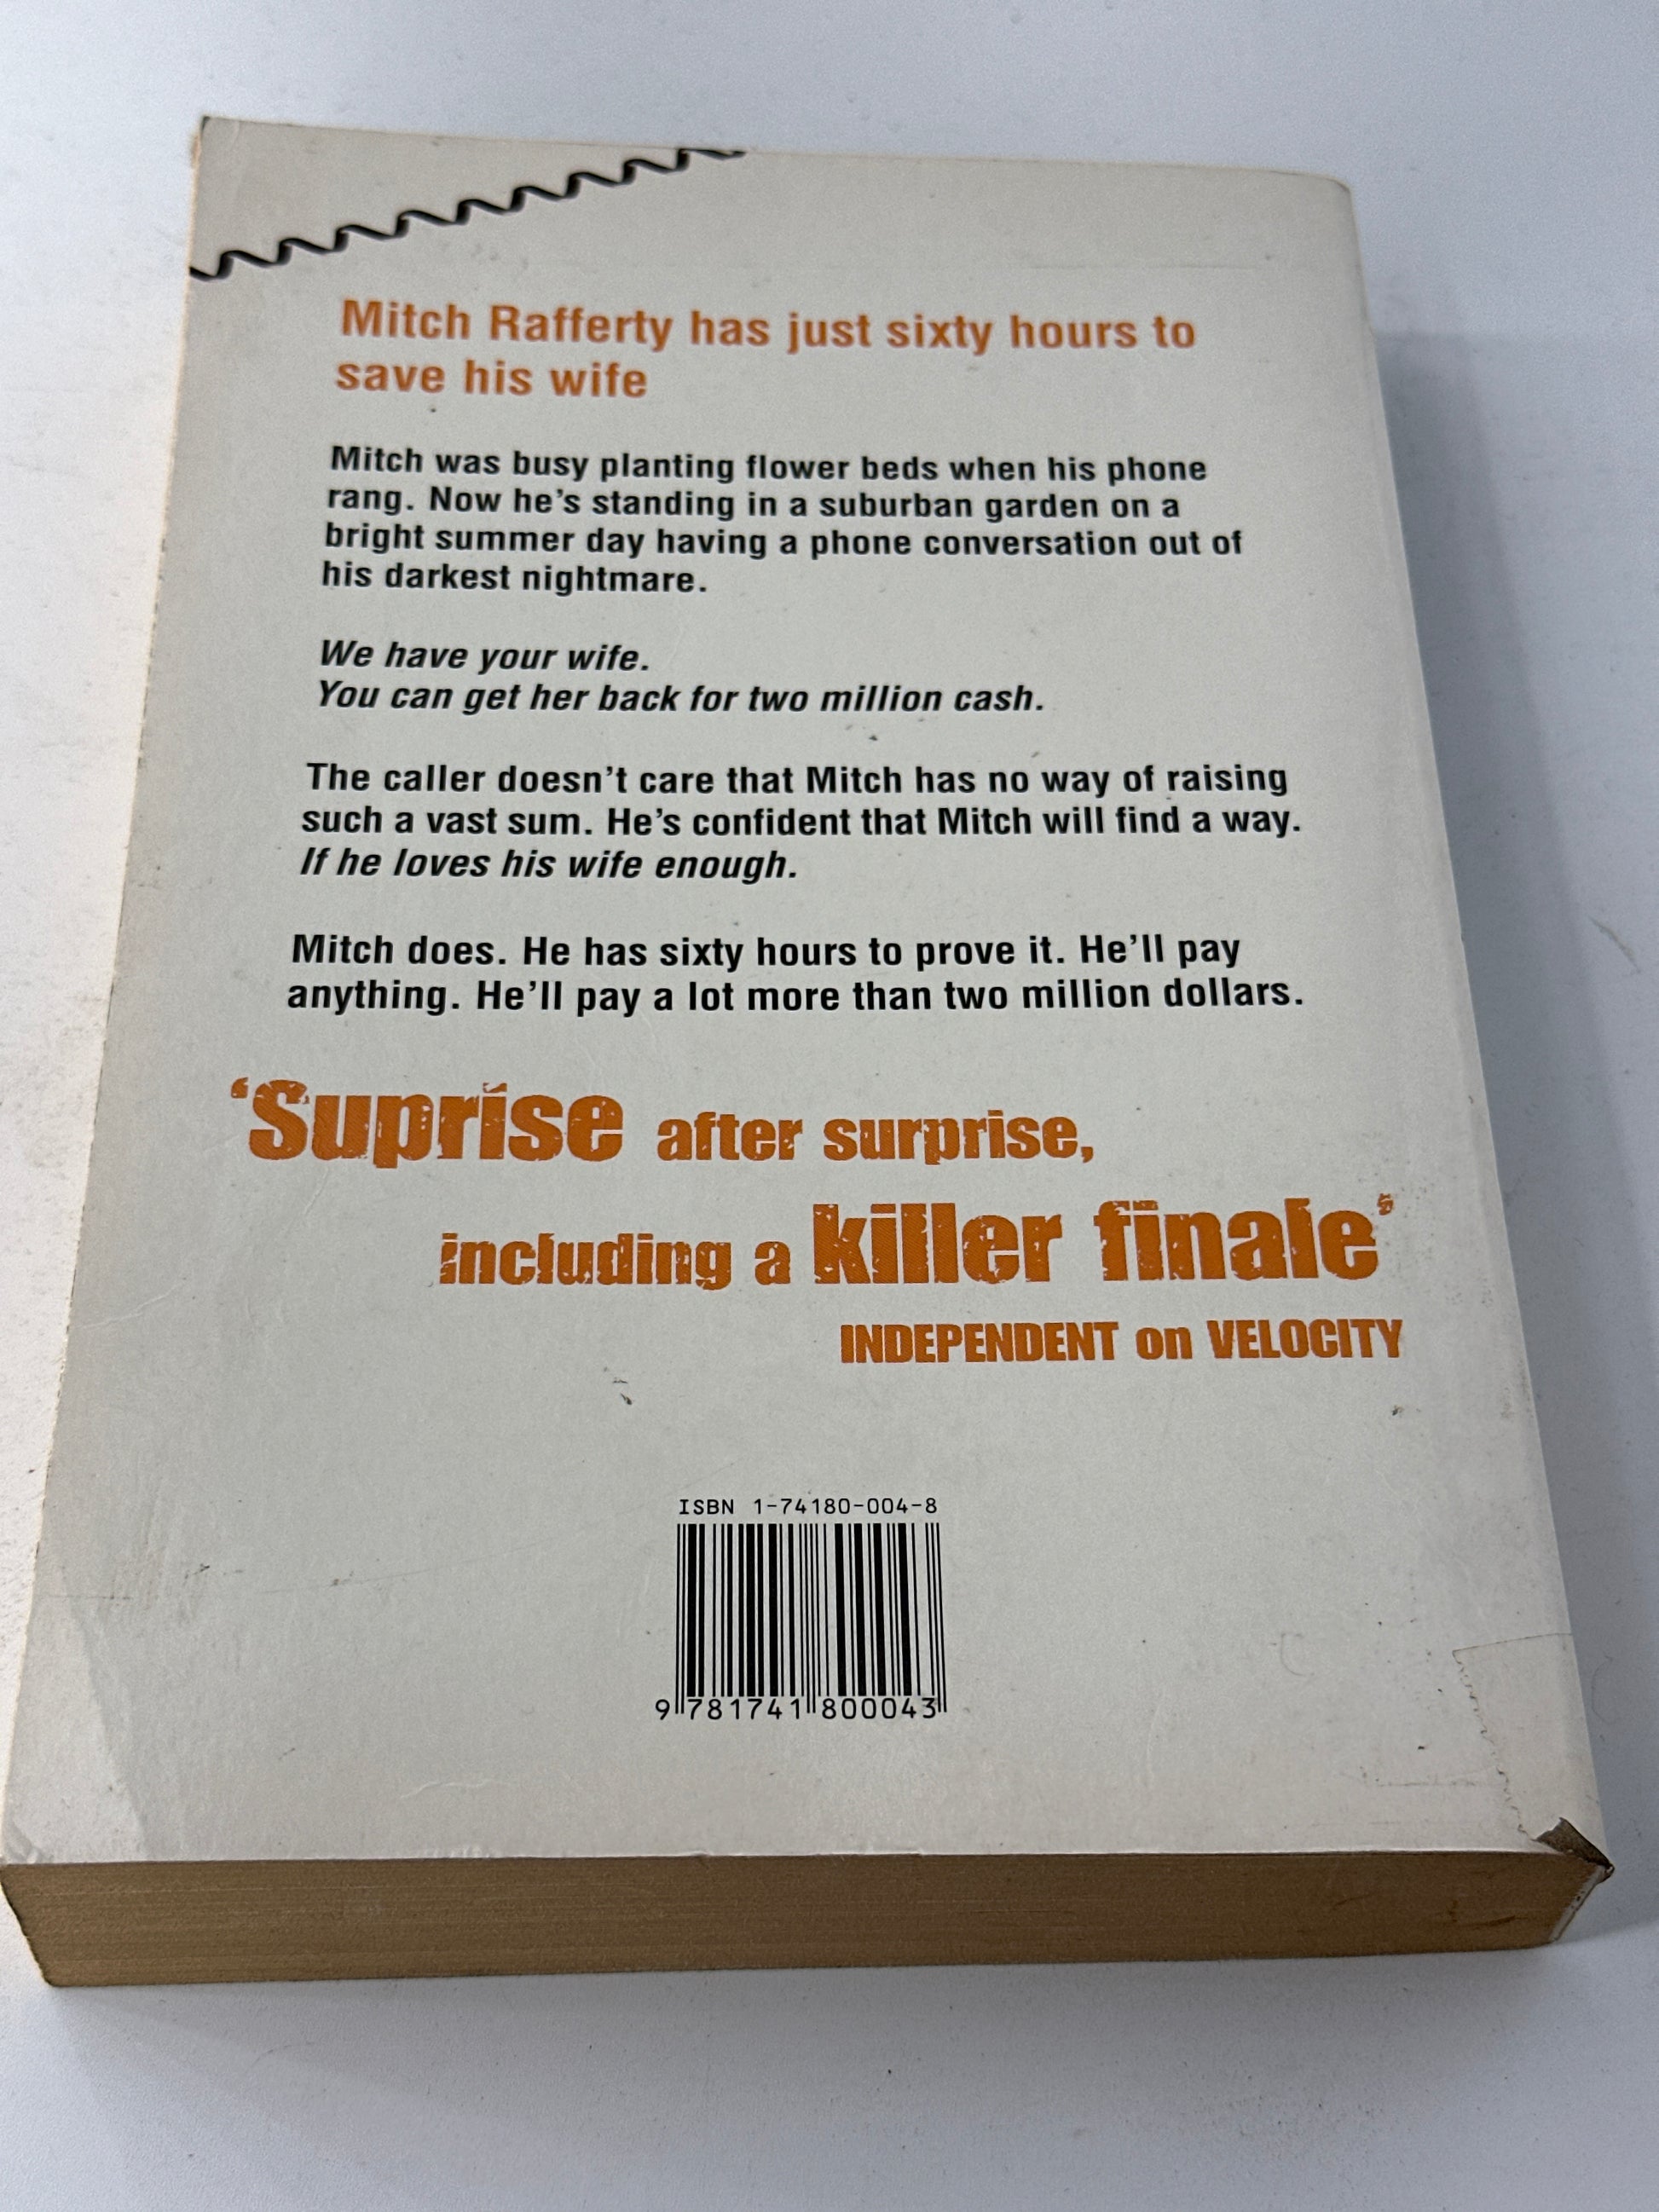 Mitch Rafferty has just sixty hours to
save his wife
Mitch was busy planting flower beds when his phone
rang. Now he's standing in a suburban garden on a
bright summer day having a phone conversation out of
his darkest nightmare.
We have your wife.
You can get her back for two million cash.
The caller doesn't care that Mitch has no way of raising
such a vast sum. He's confident that Mitch will find a way.
If he loves his wife enough.
Mitch does. He has sixty hours to prove it. He'll pay
anything. He'll pay a lot more than two million dollars.
‘Suprise after surprise,
including a killer finale’
INDEPENDENT on VELOCITY
ISBN 1-74180-004-8
9 781741 800043